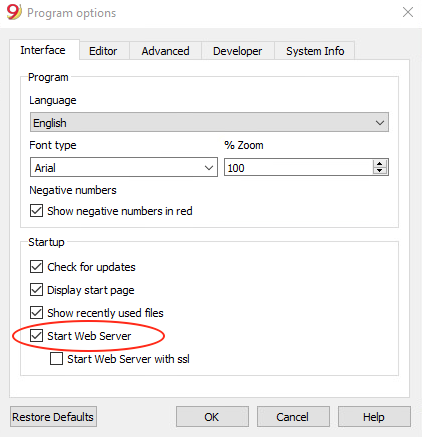 9 Program options
Interface Editor Advanced Developer System Info
Program
Language
English
Font type % Zoom
Arial 100
Negative numbers
Show negative numbers in red
Startup
Check for updates
Display start page
Show recently used files
Start Web Server
Start Web Server with ssl
Restore Defaults OK Cancel Help